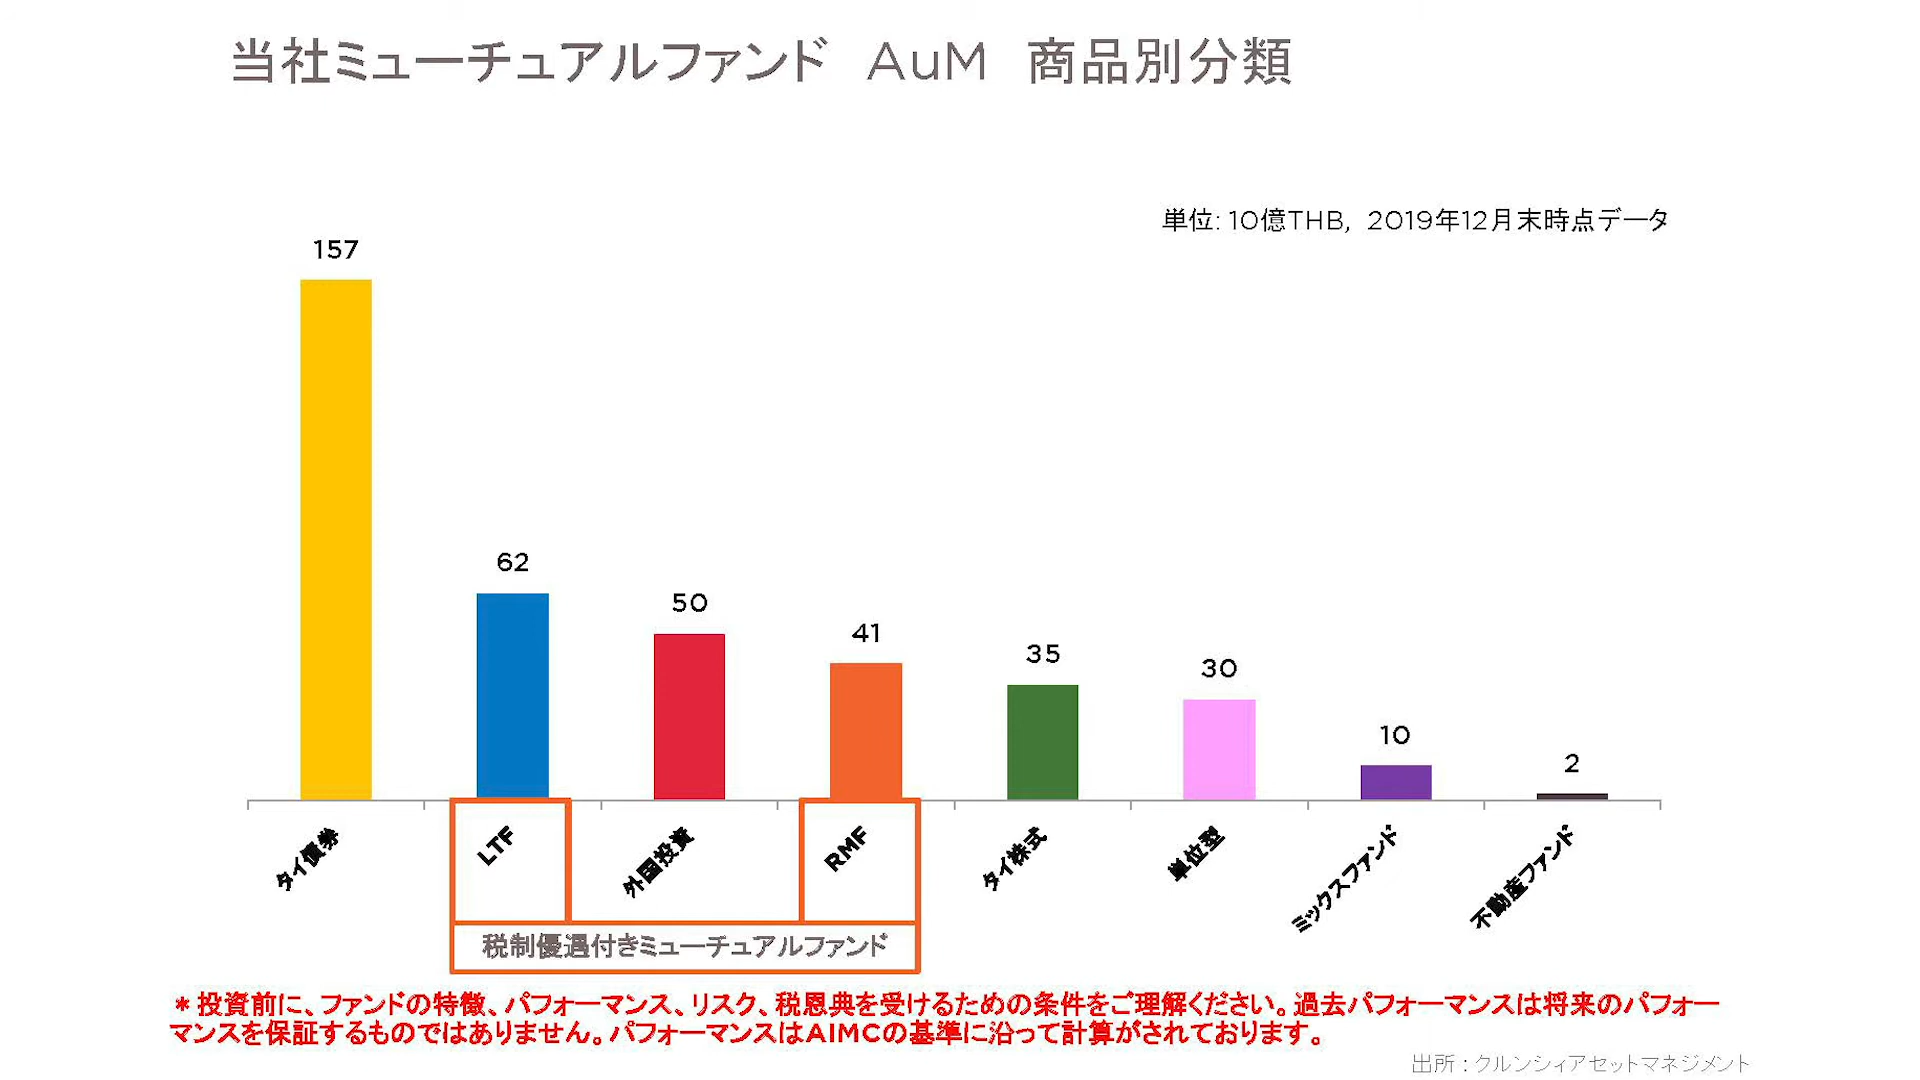 当社ミューチュアルファンド AuM 商品別分類
単位: 10億THB, 2019年12月末時点データ
157
62
50
41
35
30
10
2
タイ債券
LTF
外国投資
RMF
タイ株式
単位型
ミックスファンド
不動産ファンド
税制優遇付きミューチュアルファンド
＊投資前に、ファンドの特徴、パフォーマンス、リスク、税恩典を受けるための条件をご理解ください。過去パフォーマンスは将来のパフォー
マンスを保証するものではありません。パフォーマンスはAIMCの基準に沿って計算がされております。
出所 : クルンシィアセットマネジメント